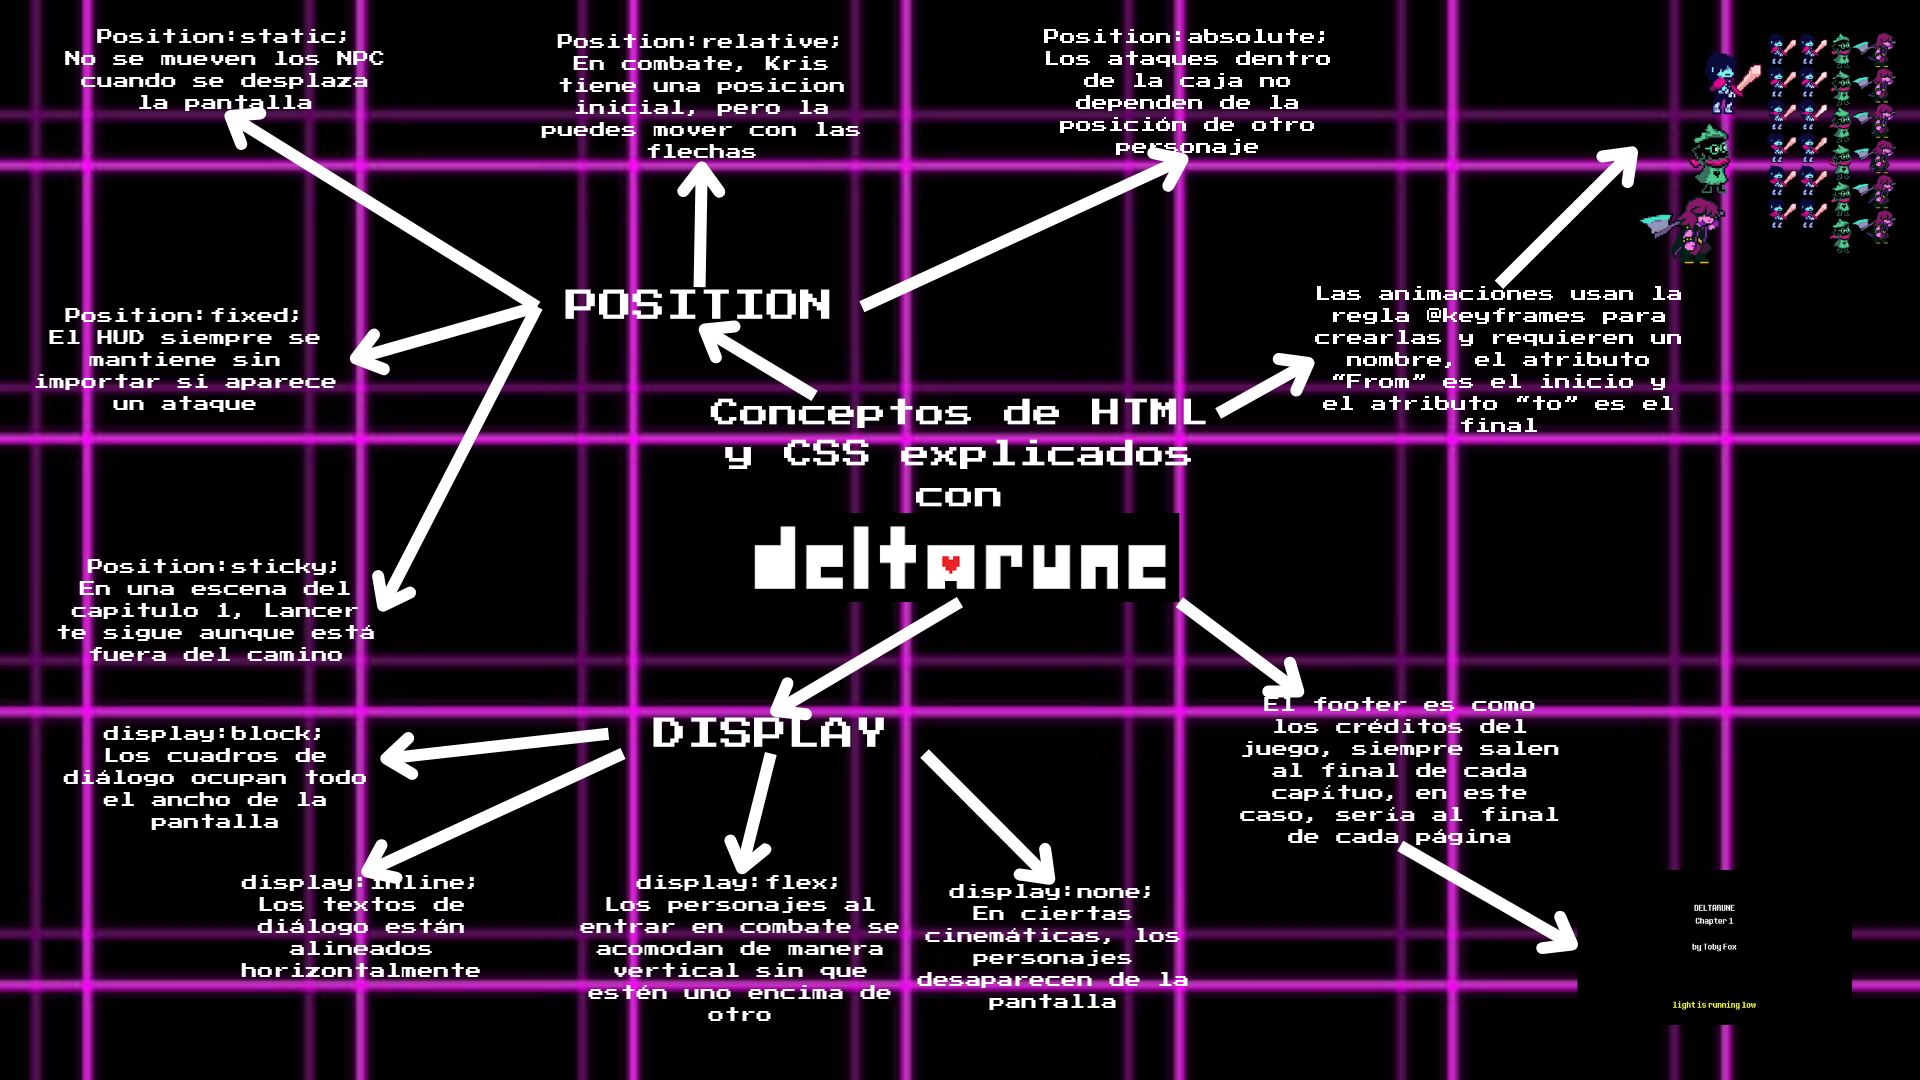 Position:static;
No se mueven los NPC
cuando se desplaza
la pantalla
Position:relative;
En combate, Kris
tiene una posicion
inicial, pero la
puedes mover con las
flechas
Position:absolute;
Los ataques dentro
de la caja no
dependen de la
posición de otro
personaje
POSITION
Position:fixed;
El HUD siempre se
mantiene sin
importar si aparece
un ataque
Las animaciones usan la
regla @keyframes para
crearlas y requieren un
nombre, el atributo
“From” es el inicio y
el atributo “to” es el
final
Conceptos de HTML
y CSS explicados
con
deltarune
Position:sticky;
En una escena del
capitulo 1, Lancer
te sigue aunque está
fuera del camino
DISPLAY
display:block;
Los cuadros de
diálogo ocupan todo
el ancho de la
pantalla
display:inline;
Los textos de
diálogo están
alineados
horizontalmente
display:flex;
Los personajes al
entrar en combate se
acomodan de manera
vertical sin que
estén uno encima de
otro
display:none;
En ciertas
cinemáticas, los
personajes
desaparecen de la
pantalla
El footer es como
los créditos del
juego, siempre salen
al final de cada
capítuo, en este
caso, sería al final
de cada página
DELTARUNE
Chapter 1
by Toby Fox
light is running low